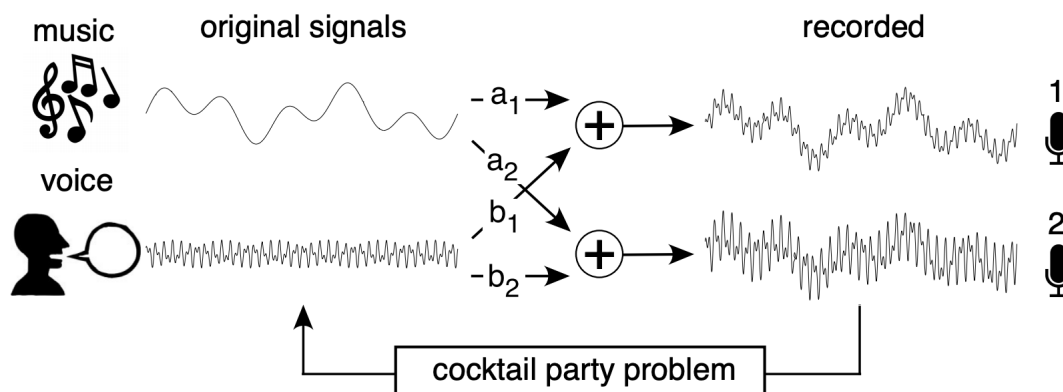 music
original signals
recorded
a1
1
a2
voice
b1
2
b2
cocktail party problem